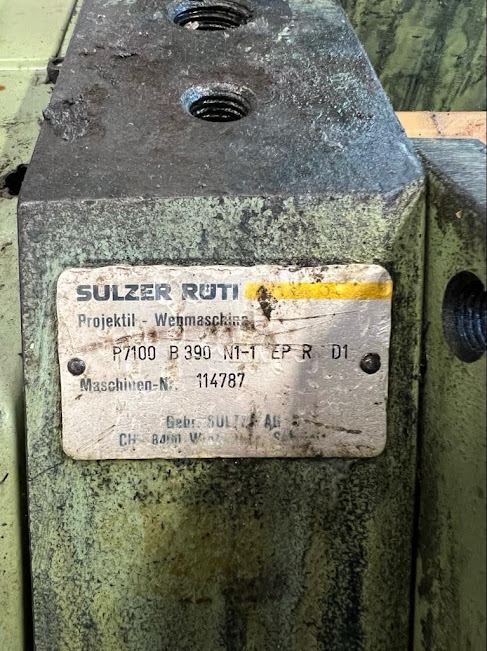 SULZER RÜTI
Projektil - Webmaschine
P7100 B 390 N1-1 EP R D1
Maschinen-Nr. 114787
Gebr. SULZER AG
CH- 8400